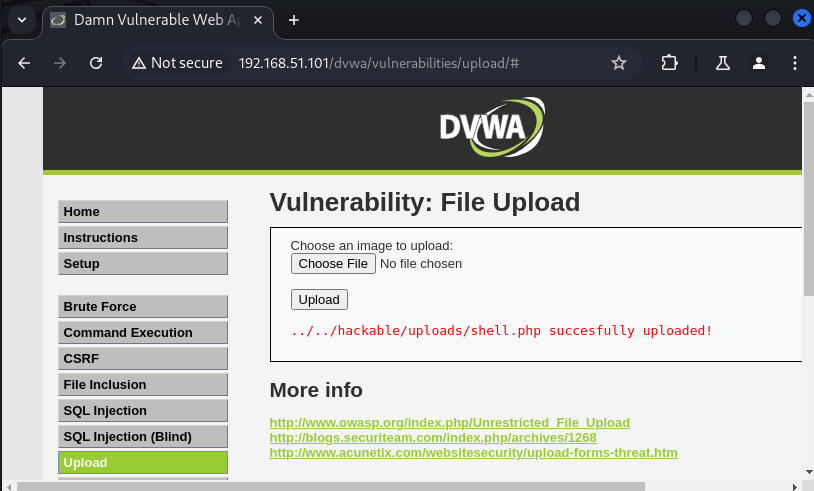 Damn Vulnerable Web Ap
Not secure 192.168.51.101/dvwa/vulnerabilities/upload/#
DVWA
Home
Instructions
Setup
Brute Force
Command Execution
CSRF
File Inclusion
SQL Injection
SQL Injection (Blind)
Upload
Vulnerability: File Upload
Choose an image to upload:
Choose File No file chosen
Upload
../../hackable/uploads/shell.php succesfully uploaded!
More info
http://www.owasp.org/index.php/Unrestricted_File_Upload
http://blogs.securiteam.com/index.php/archives/1268
http://www.acunetix.com/websitesecurity/upload-forms-threat.htm